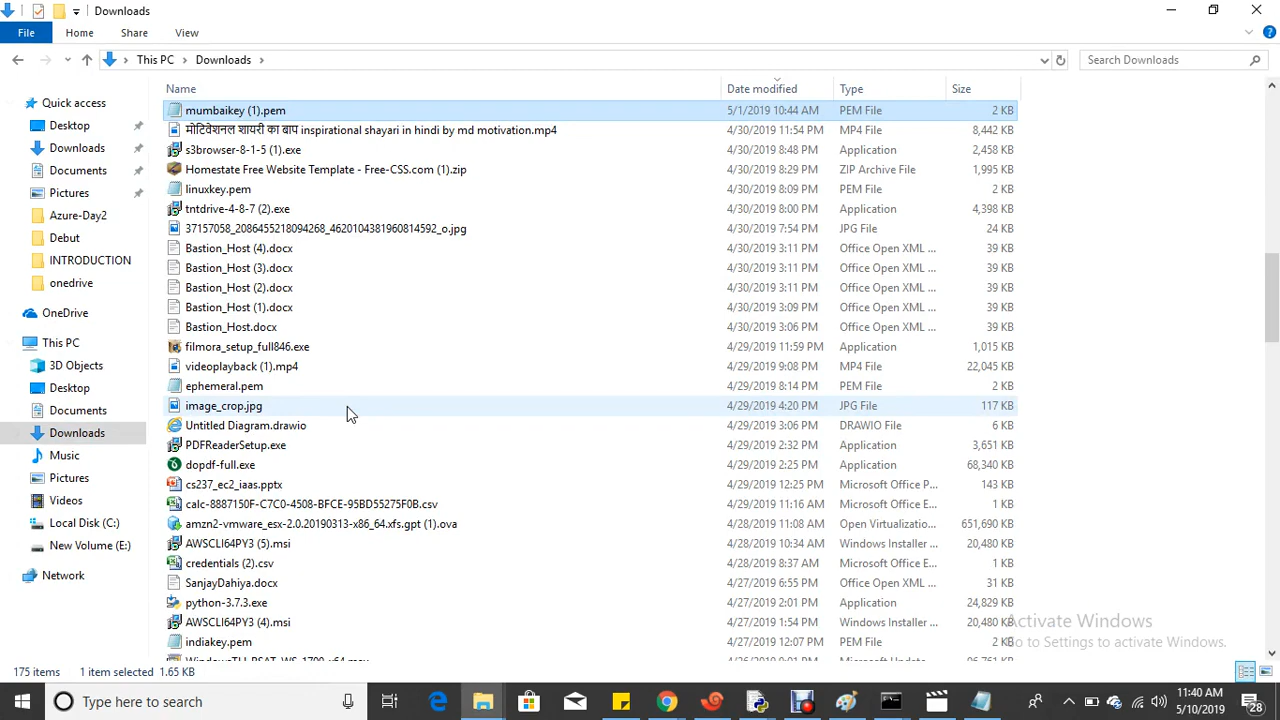 Downloads
File Home Share View
This PC Downloads Search Downloads
Name Date modified Type Size
Quick access
Desktop
Downloads
Documents
Pictures
Azure-Day2
Debut
INTRODUCTION
onedrive
OneDrive
This PC
3D Objects
Desktop
Documents
Downloads
Music
Pictures
Videos
Local Disk (C:)
New Volume (E:)
Network
mumbaikey (1).pem 5/1/2019 10:44 AM PEM File 2 KB
मोटिवेशनल शायरी का बाप inspirational shayari in hindi by md motivation.mp4 4/30/2019 11:54 PM MP4 File 8,442 KB
s3browser-8-1-5 (1).exe 4/30/2019 8:48 PM Application 2,458 KB
Homestate Free Website Template - Free-CSS.com (1).zip 4/30/2019 8:29 PM ZIP Archive File 1,995 KB
linuxkey.pem 4/30/2019 8:09 PM PEM File 2 KB
tntdrive-4-8-7 (2).exe 4/30/2019 8:00 PM Application 4,398 KB
37157058_2086455218094268_4620104381960814592_o.jpg 4/30/2019 7:54 PM JPG File 24 KB
Bastion_Host (4).docx 4/30/2019 3:11 PM Office Open XML ... 39 KB
Bastion_Host (3).docx 4/30/2019 3:11 PM Office Open XML ... 39 KB
Bastion_Host (2).docx 4/30/2019 3:11 PM Office Open XML ... 39 KB
Bastion_Host (1).docx 4/30/2019 3:09 PM Office Open XML ... 39 KB
Bastion_Host.docx 4/30/2019 3:06 PM Office Open XML ... 39 KB
filmora_setup_full846.exe 4/29/2019 11:59 PM Application 1,015 KB
videoplayback (1).mp4 4/29/2019 9:08 PM MP4 File 22,045 KB
ephemeral.pem 4/29/2019 8:14 PM PEM File 2 KB
image_crop.jpg 4/29/2019 4:20 PM JPG File 117 KB
Untitled Diagram.drawio 4/29/2019 3:06 PM DRAWIO File 6 KB
PDFReaderSetup.exe 4/29/2019 2:32 PM Application 3,651 KB
dopdf-full.exe 4/29/2019 2:25 PM Application 68,340 KB
cs237_ec2_iaas.pptx 4/29/2019 12:25 PM Microsoft Office P... 143 KB
calc-8887150F-C7C0-4508-BFCE-95BD55275F0B.csv 4/29/2019 11:16 AM Microsoft Office E... 1 KB
amzn2-vmware_esx-2.0.20190313-x86_64.xfs.gpt (1).ova 4/28/2019 11:08 AM Open Virtualizatio... 651,690 KB
AWSCLI64PY3 (5).msi 4/28/2019 10:34 AM Windows Installer ... 20,480 KB
credentials (2).csv 4/28/2019 8:37 AM Microsoft Office E... 1 KB
SanjayDahiya.docx 4/27/2019 6:55 PM Office Open XML ... 31 KB
python-3.7.3.exe 4/27/2019 2:01 PM Application 24,829 KB
AWSCLI64PY3 (4).msi 4/27/2019 1:54 PM Windows Installer ... 20,480 KB
indiakey.pem 4/27/2019 12:07 PM PEM File 2 KB
Activate Windows
Go to Settings to activate Windows.
175 items 1 item selected 1.65 KB
Type here to search
11:40 AM
5/10/2019
28